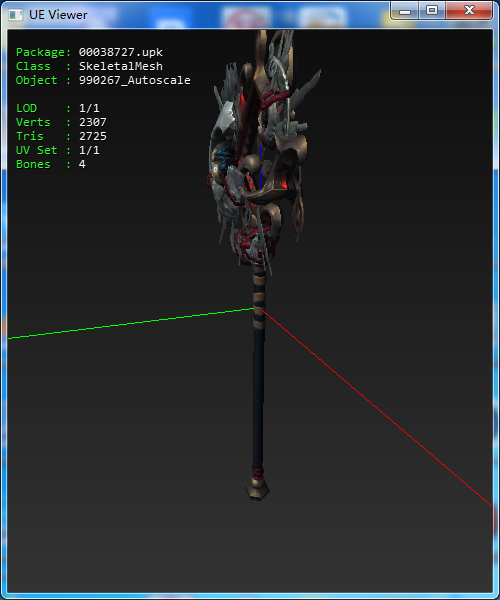 UE Viewer
Package: 00038727.upk
Class  : SkeletalMesh
Object : 990267_Autoscale
LOD    : 1/1
Verts  : 2307
Tris   : 2725
UV Set : 1/1
Bones  : 4